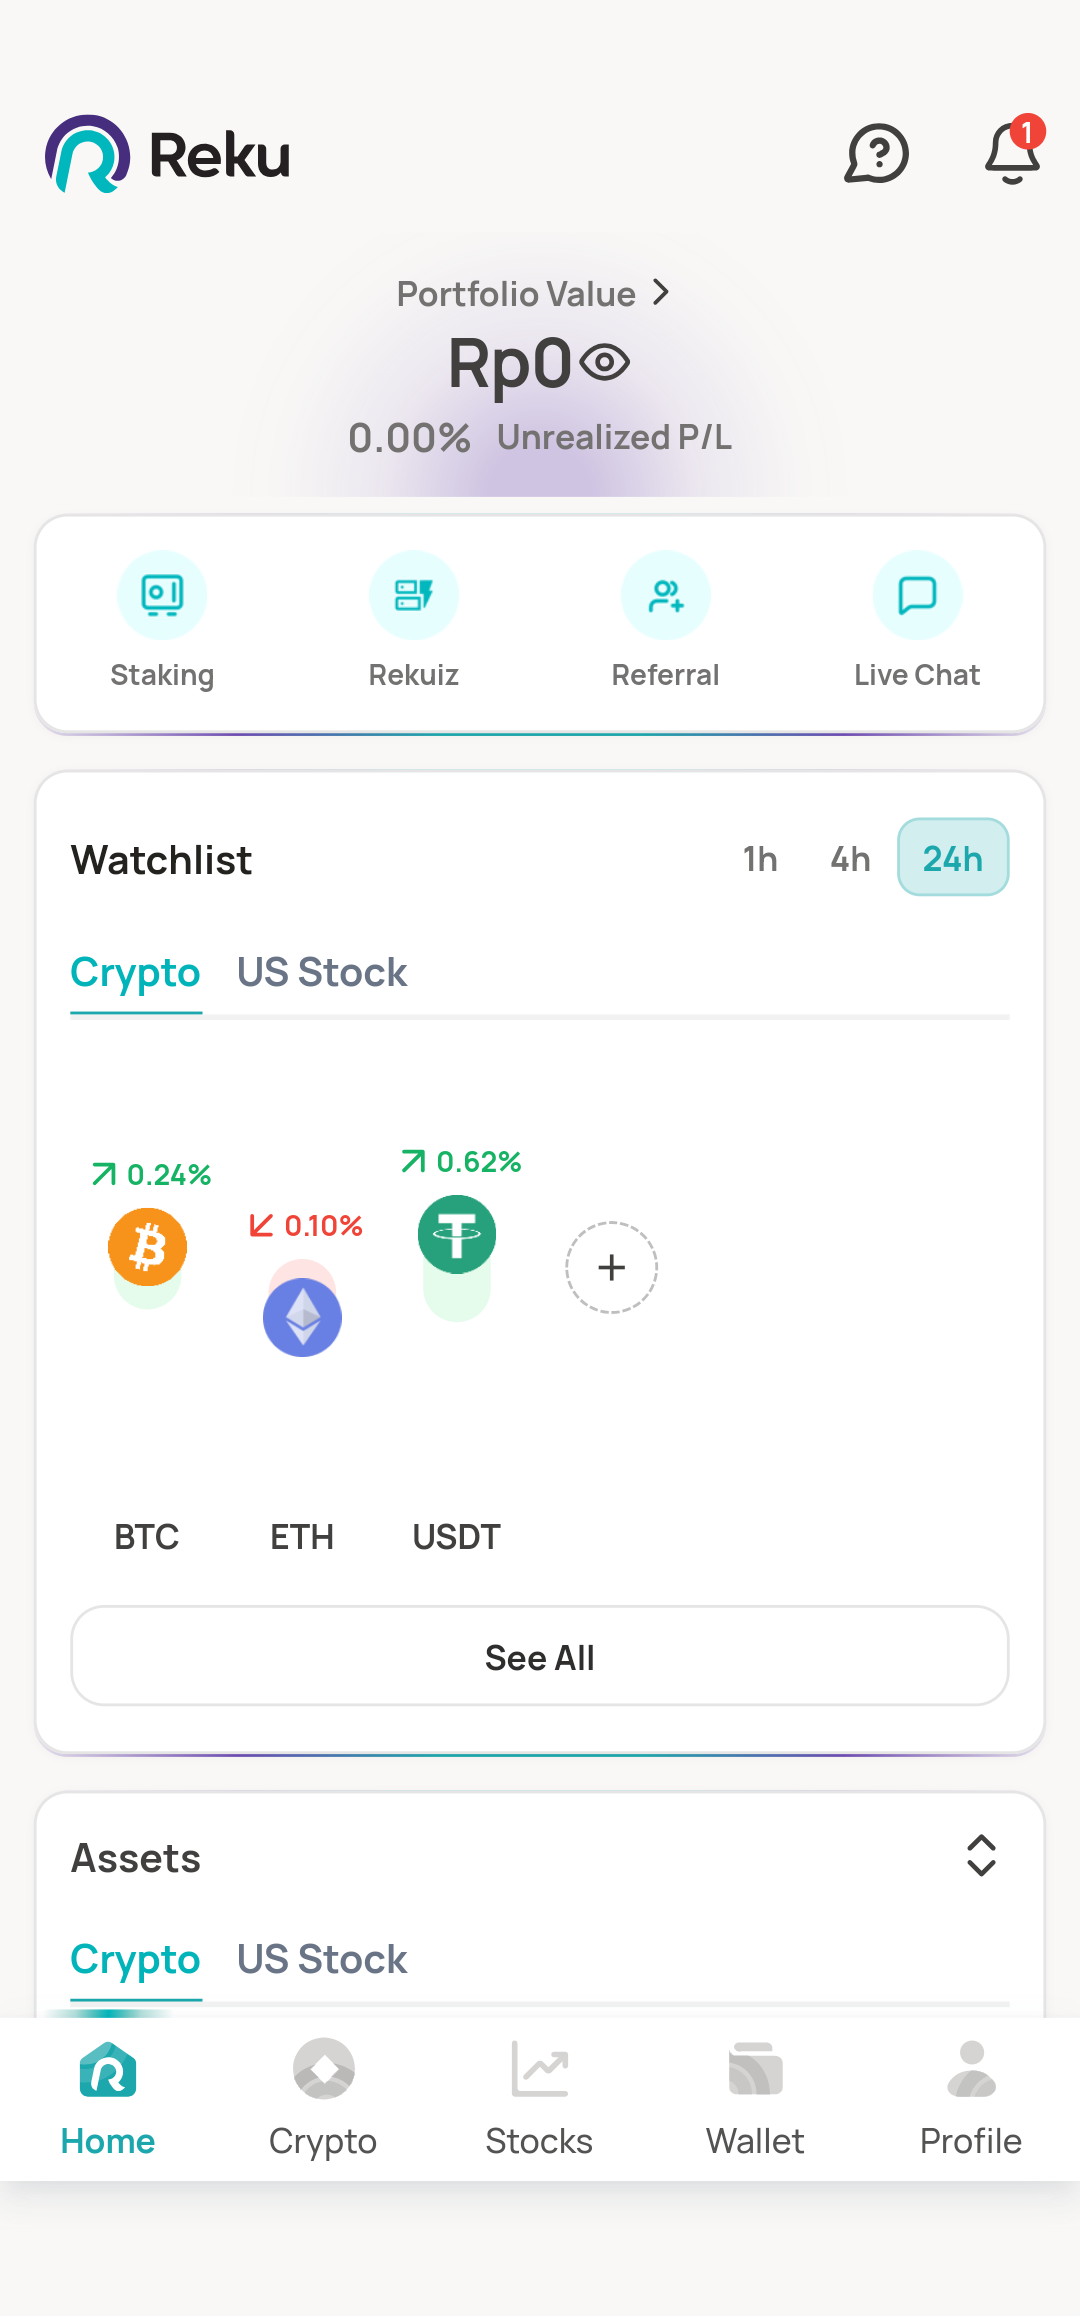 Reku
1
Portfolio Value
Rp0
0.00% Unrealized P/L
Staking Rekuiz Referral Live Chat
Watchlist 1h 4h 24h
Crypto US Stock
0.24% 0.10% 0.62%
BTC ETH USDT
See All
Assets
Crypto US Stock
Home Crypto Stocks Wallet Profile